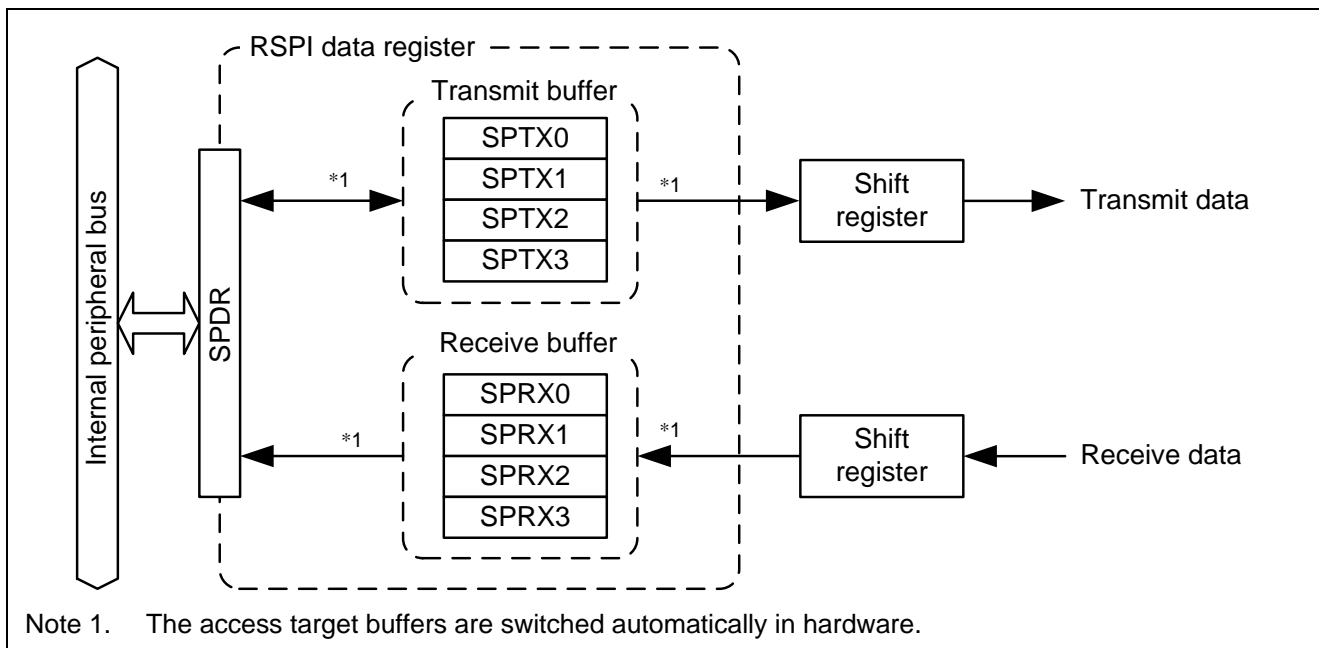 RSPI data register
Transmit buffer
SPTX0
SPTX1
SPTX2
SPTX3
*1
*1
Shift
register
Transmit data
Internal peripheral bus
SPDR
Receive buffer
SPRX0
SPRX1
SPRX2
SPRX3
*1
*1
Shift
register
Receive data
Note 1. The access target buffers are switched automatically in hardware.